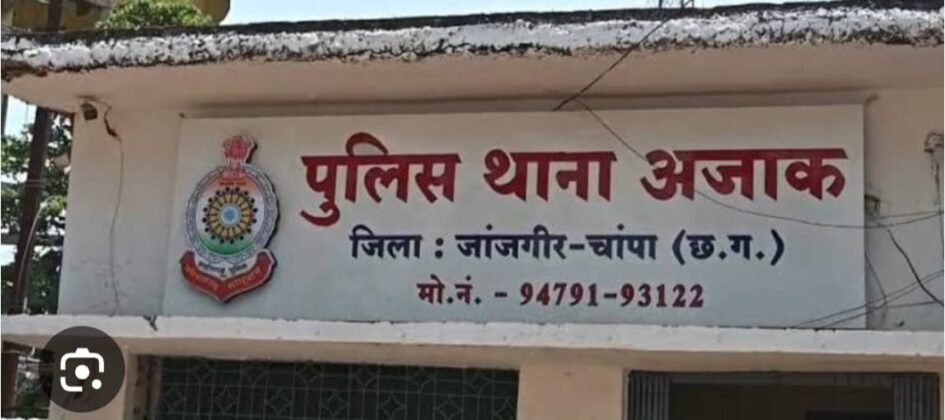 पुलिस थाना अजाक
जिला : जांजगीर-चांपा (छ.ग.)
मो.नं. - 94791-93122